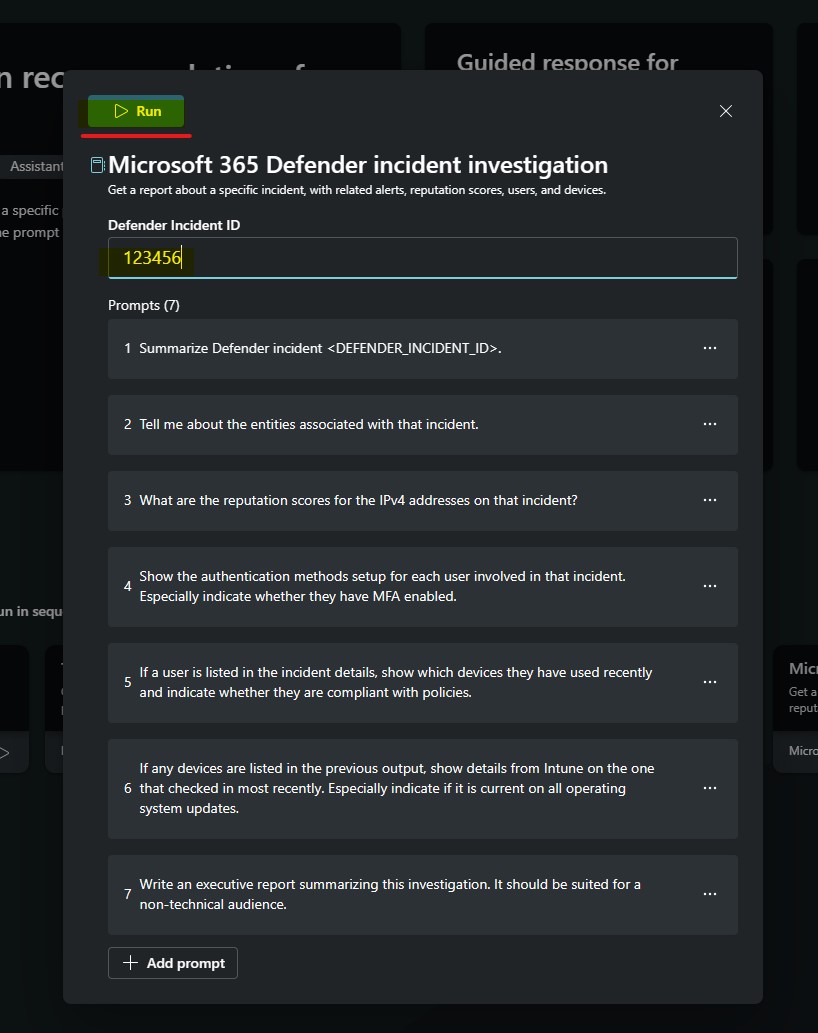 Guided response for
Run
Assistant
a specific
e prompt
Microsoft 365 Defender incident investigation
Get a report about a specific incident, with related alerts, reputation scores, users, and devices.
Defender Incident ID
123456
Prompts (7)
1 Summarize Defender incident <DEFENDER_INCIDENT_ID>.
2 Tell me about the entities associated with that incident.
3 What are the reputation scores for the IPv4 addresses on that incident?
4 Show the authentication methods setup for each user involved in that incident.
Especially indicate whether they have MFA enabled.
un in sequ
5 If a user is listed in the incident details, show which devices they have used recently
and indicate whether they are compliant with policies.
Micr
Get a
reput
Micro
6 If any devices are listed in the previous output, show details from Intune on the one
that checked in most recently. Especially indicate if it is current on all operating
system updates.
7 Write an executive report summarizing this investigation. It should be suited for a
non-technical audience.
Add prompt